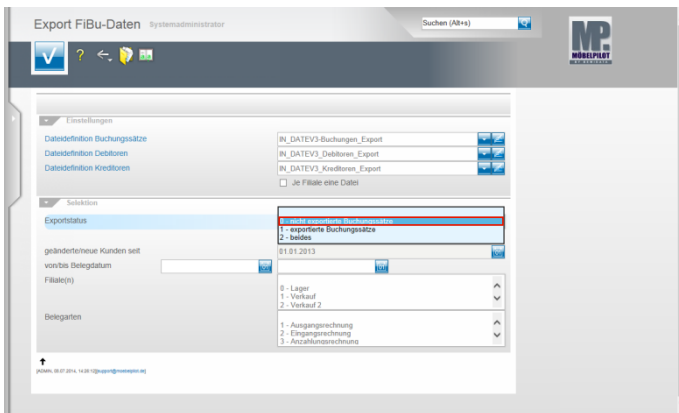 Export FiBu-Daten Systemadministrator
Suchen (Alt+s)
MP
MÖBELPILOT
?
Einstellungen
Dateidefinition Buchungssätze IN_DATEV3-Buchungen_Export
Dateidefinition Debitoren IN_DATEV3_Debitoren_Export
Dateidefinition Kreditoren IN_DATEV3_Kreditoren_Export
Je Filiale eine Datei
Selektion
Exportstatus
0 - nicht exportierte Buchungssätze
1 - exportierte Buchungssätze
2 - beides
geänderte/neue Kunden seit 01.01.2013
von/bis Belegdatum
Filiale(n)
0 - Lager
1 - Verkauf
2 - Verkauf 2
Belegarten
1 - Ausgangsrechnung
2 - Eingangsrechnung
3 - Anzahlungsrechnung